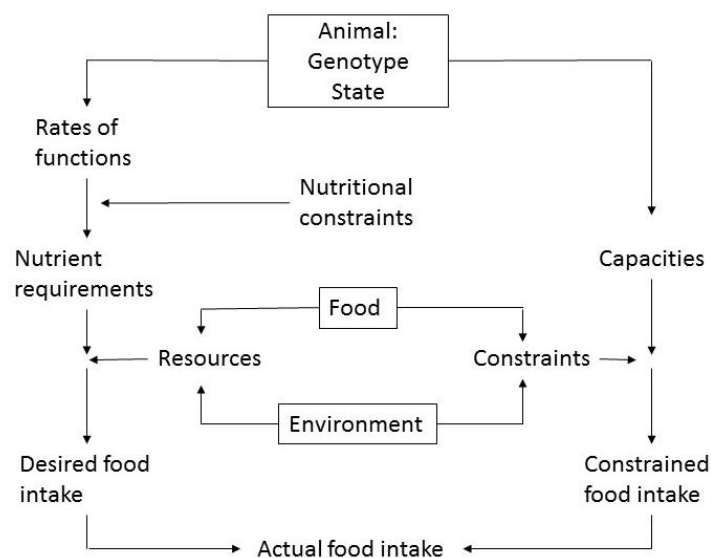 Animal:
Genotype
State
Rates of
functions
Nutritional
constraints
Nutrient
requirements
Capacities
Food
Resources
Constraints
Environment
Desired food
intake
Constrained
food intake
Actual food intake